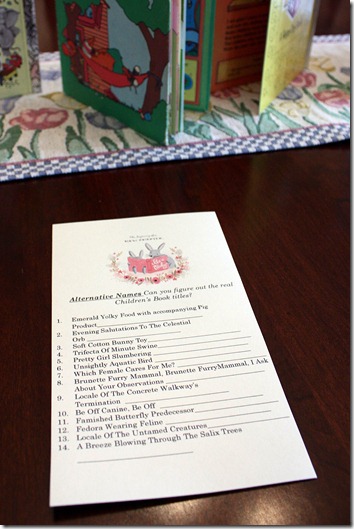 Alternative Names Can you figure out the real
Children's Book titles?
1. Emerald Yolky Food with accompanying Pig
Product
2. Evening Salutations To The Celestial
Orb
3. Soft Cotton Bunny Toy
4. Trifecta Of Minute Swine
5. Pretty Girl Slumbering
6. Unsightly Aquatic Bird
7. Which Female Cares For Me?
8. Brunette Furry Mammal, Brunette FurryMammal, I Ask
About Your Observations
9. Locale Of The Concrete Walkway's
Termination
10. Be Off Canine, Be Off
11. Famished Butterfly Predecessor
12. Fedora Wearing Feline
13. Locale Of The Untamed Creatures
14. A Breeze Blowing Through The Salix Trees